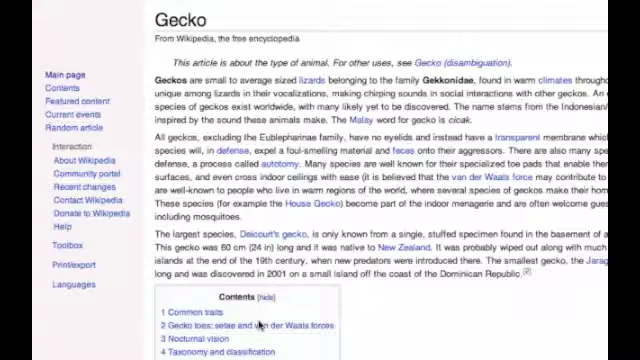 Gecko
From Wikipedia, the free encyclopedia
This article is about the type of animal. For other uses, see Gecko (disambiguation).
Main page
Contents
Featured content
Current events
Random article
Interaction
About Wikipedia
Community portal
Recent changes
Contact Wikipedia
Donate to Wikipedia
Help
Toolbox
Print/export
Languages
Geckos are small to average sized lizards belonging to the family Gekkonidae, found in warm climates through
unique among lizards in their vocalizations, making chirping sounds in social interactions with other geckos. An
species of geckos exist worldwide, with many likely yet to be discovered. The name stems from the Indonesian/
inspired by the sound these animals make. The Malay word for gecko is cicak.
All geckos, excluding the Eublepharinae family, have no eyelids and instead have a transparent membrane which
species will, in defense, expel a foul-smelling material and feces onto their aggressors. There are also many spe
defense, a process called autotomy. Many species are well known for their specialized toe pads that enable them
surfaces, and even cross indoor ceilings with ease (it is believed that the van der Waals force may contribute to
are well-known to people who live in warm regions of the world, where several species of geckos make their hom
These species (for example the House Gecko) become part of the indoor menagerie and are often welcome gues
including mosquitoes.
The largest species, Delcourt's gecko, is only known from a single, stuffed specimen found in the basement of a
This gecko was 60 cm (24 in) long and it was native to New Zealand. It was probably wiped out along with much
islands at the end of the 19th century, when new predators were introduced there. The smallest gecko, the Jarag
long and was discovered in 2001 on a small island off the coast of the Dominican Republic.[2]
Contents [hide]
1 Common traits
2 Gecko toes: setae and van der Waals forces
3 Nocturnal vision
4 Taxonomy and classification